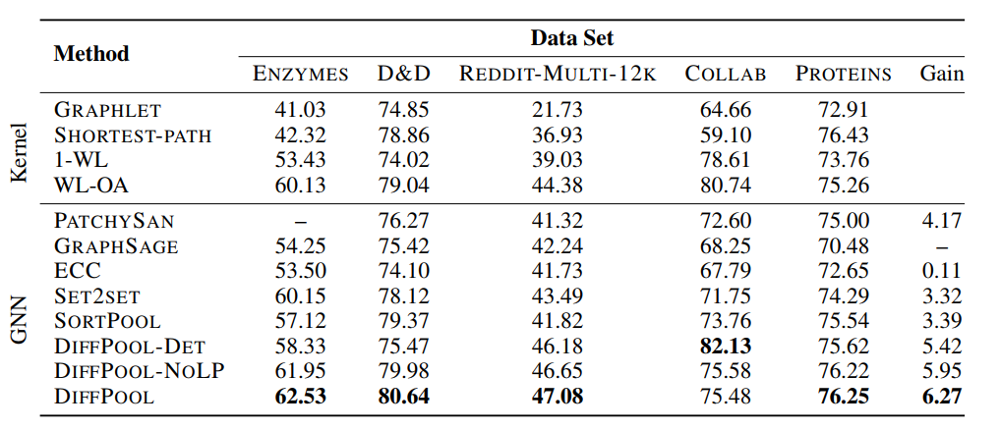 Method Data Set
ENZYMES D&D REDDIT-MULTI-12K COLLAB PROTEINS Gain
Kernel
GRAPHLET 41.03 74.85 21.73 64.66 72.91
SHORTEST-PATH 42.32 78.86 36.93 59.10 76.43
1-WL 53.43 74.02 39.03 78.61 73.76
WL-OA 60.13 79.04 44.38 80.74 75.26
GNN
PATCHYSAN – 76.27 41.32 72.60 75.00 4.17
GRAPHSAGE 54.25 75.42 42.24 68.25 70.48 –
ECC 53.50 74.10 41.73 67.79 72.65 0.11
SET2SET 60.15 78.12 43.49 71.75 74.29 3.32
SORTPOOL 57.12 79.37 41.82 73.76 75.54 3.39
DIFFPOOL-DET 58.33 75.47 46.18 82.13 75.62 5.42
DIFFPOOL-NOLP 61.95 79.98 46.65 75.58 76.22 5.95
DIFFPOOL 62.53 80.64 47.08 75.48 76.25 6.27